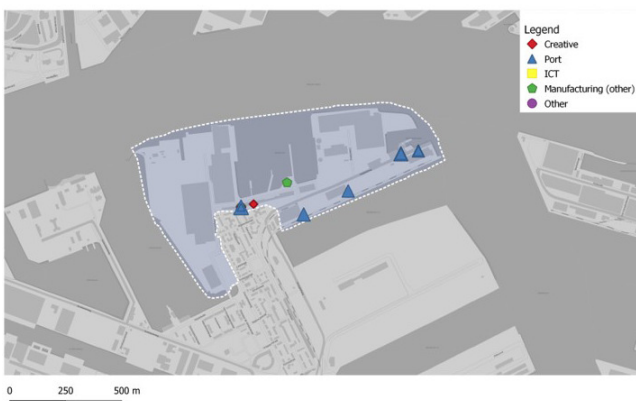 Legend
Creative
Port
ICT
Manufacturing (other)
Other
0 250 500 m